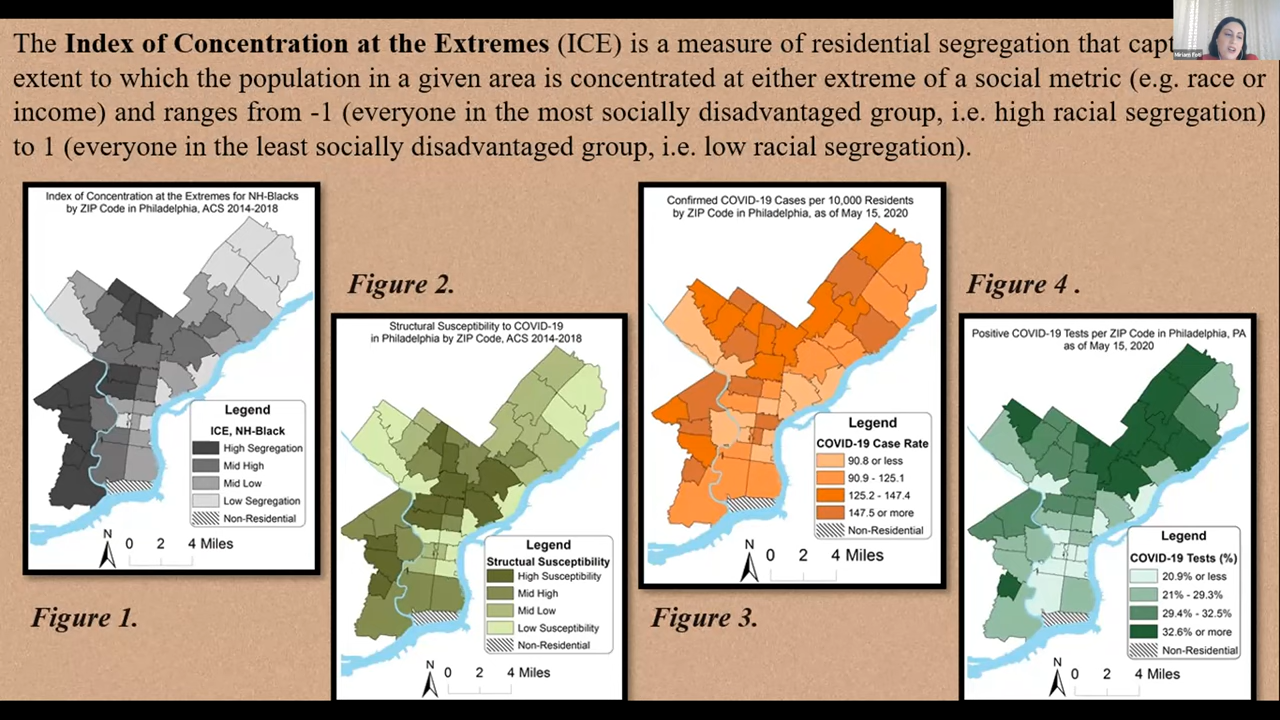 The Index of Concentration at the Extremes (ICE) is a measure of residential segregation that
extent to which the population in a given area is concentrated at either extreme of a social metric (e.g. race or
income) and ranges from -1 (everyone in the most socially disadvantaged group, i.e. high racial segregation)
to 1 (everyone in the least socially disadvantaged group, i.e. low racial segregation).
Index of Concentration at the Extremes for NH-Blacks
by ZIP Code in Philadelphia, ACS 2014-2018
Legend
ICE, NH-Black
High Segregation
Mid High
Mid Low
Low Segregation
Non-Residential
N
0 2 4 Miles
Figure 1.
Figure 2.
Structural Susceptibility to COVID-19
in Philadelphia by ZIP Code, ACS 2014-2018
Legend
Structual Susceptibility
High Susceptibility
Mid High
Mid Low
Low Susceptibility
Non-Residential
N
0 2 4 Miles
Confirmed COVID-19 Cases per 10,000 Residents
by ZIP Code in Philadelphia, as of May 15, 2020
Legend
COVID-19 Case Rate
90.8 or less
90.9 - 125.1
125.2 - 147.4
147.5 or more
Non-Residential
N
0 2 4 Miles
Figure 3.
Figure 4 .
Positive COVID-19 Tests per ZIP Code in Philadelphia, PA
as of May 15, 2020
Legend
COVID-19 Tests (%)
20.9% or less
21% - 29.3%
29.4% - 32.5%
32.6% or more
Non-Residential
N
0 2 4 Miles